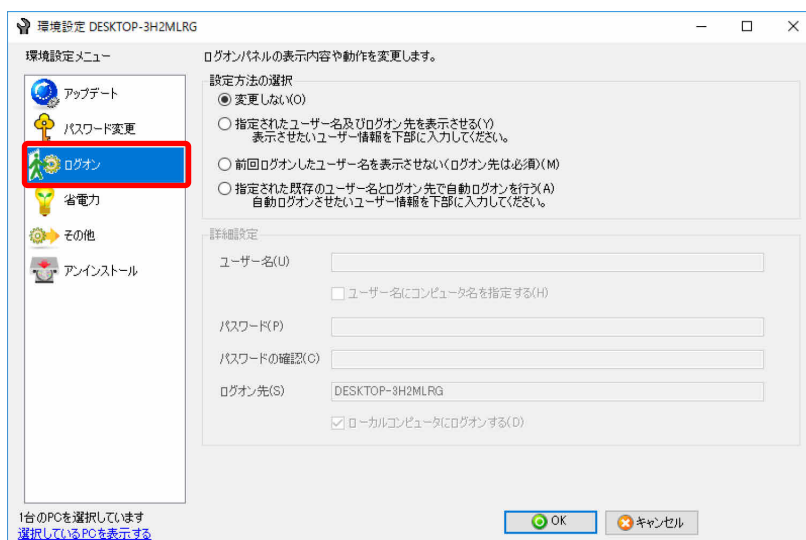 環境設定 DESKTOP-3H2MLRG
環境設定メニュー
アップデート
パスワード変更
ログオン
省電力
その他
アンインストール
1台のPCを選択しています
選択しているPCを表示する
ログオンパネルの表示内容や動作を変更します。
設定方法の選択
変更しない(O)
指定されたユーザー名及びログオン先を表示させる(Y)
表示させたいユーザー情報を下部に入力してください。
前回ログオンしたユーザー名を表示させない(ログオン先は必須)(M)
指定された既存のユーザー名とログオン先で自動ログオンを行う(A)
自動ログオンさせたいユーザー情報を下部に入力してください。
詳細設定
ユーザー名(U)
ユーザー名にコンピュータ名を指定する(H)
パスワード(P)
パスワードの確認(C)
ログオン先(S) DESKTOP-3H2MLRG
ローカルコンピュータにログオンする(D)
OK
キャンセル